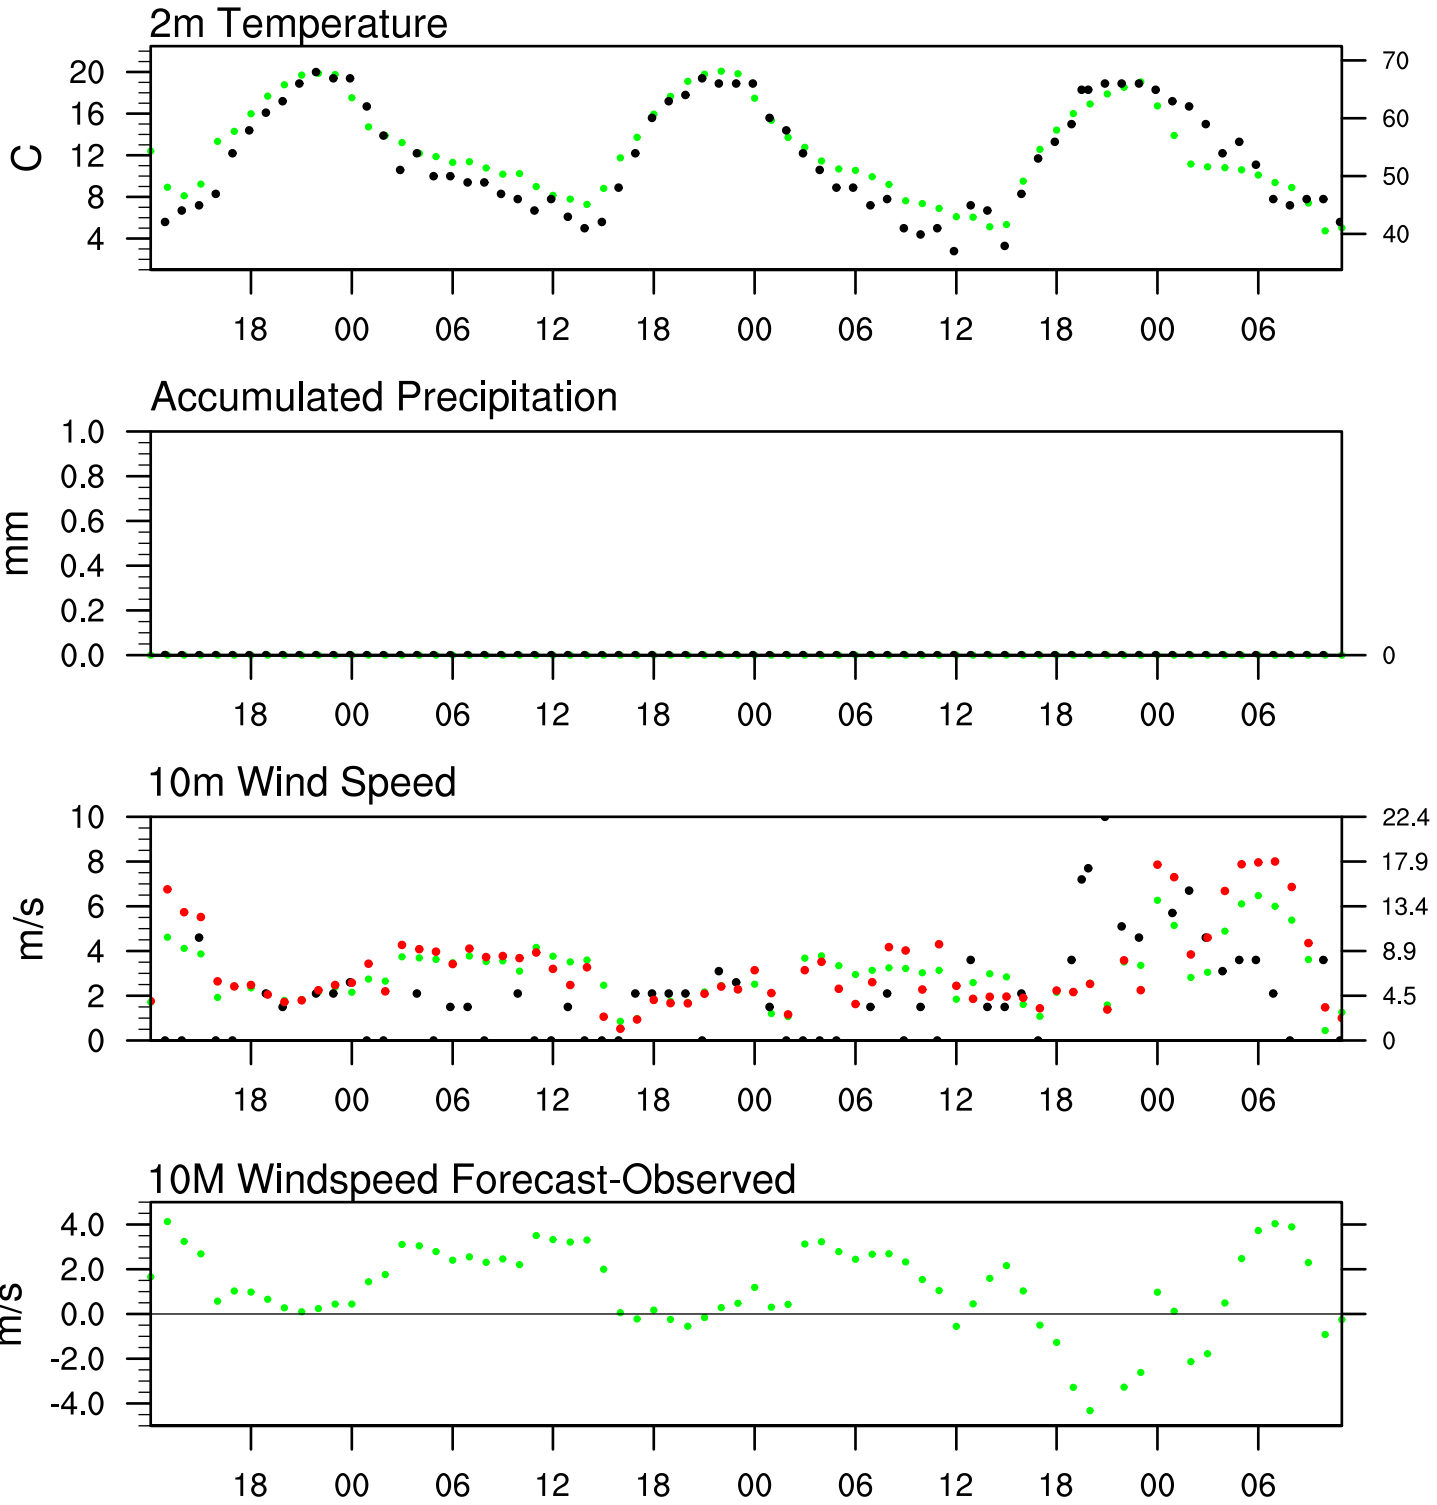 2m Temperature
20
16
12
8
4
C
70
60
50
40
18 00 06 12 18 00 06 12 18 00 06
Accumulated Precipitation
1.0
0.8
0.6
0.4
0.2
0.0
mm
0
18 00 06 12 18 00 06 12 18 00 06
10m Wind Speed
10
8
6
4
2
0
m/s
22.4
17.9
13.4
8.9
4.5
0
18 00 06 12 18 00 06 12 18 00 06
10M Windspeed Forecast-Observed
4.0
2.0
0.0
-2.0
-4.0
m/s
18 00 06 12 18 00 06 12 18 00 06